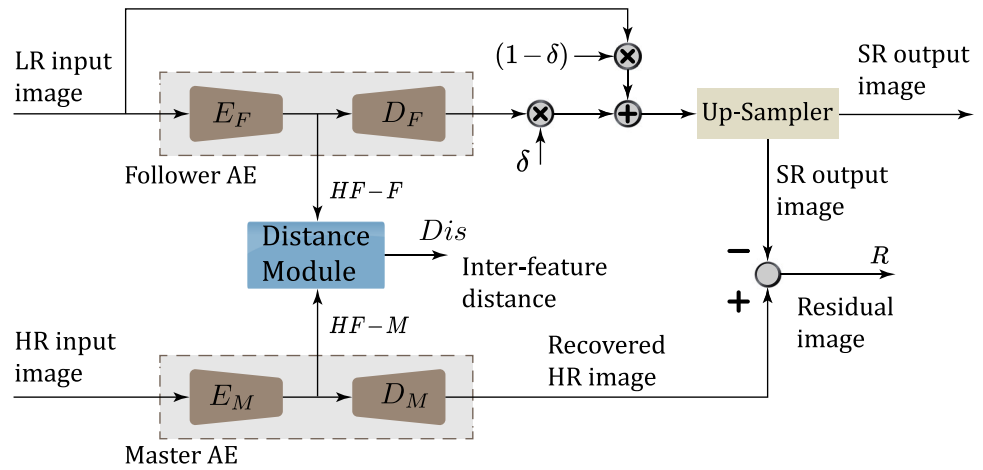 LR input
image
(1−δ)
SR output
image
E_F
D_F
Up-Sampler
δ
Follower AE
HF−F
SR output
image
Distance
Module
Dis
Inter-feature
distance
−
+
R
Residual
image
HF−M
HR input
image
Recovered
HR image
E_M
D_M
Master AE